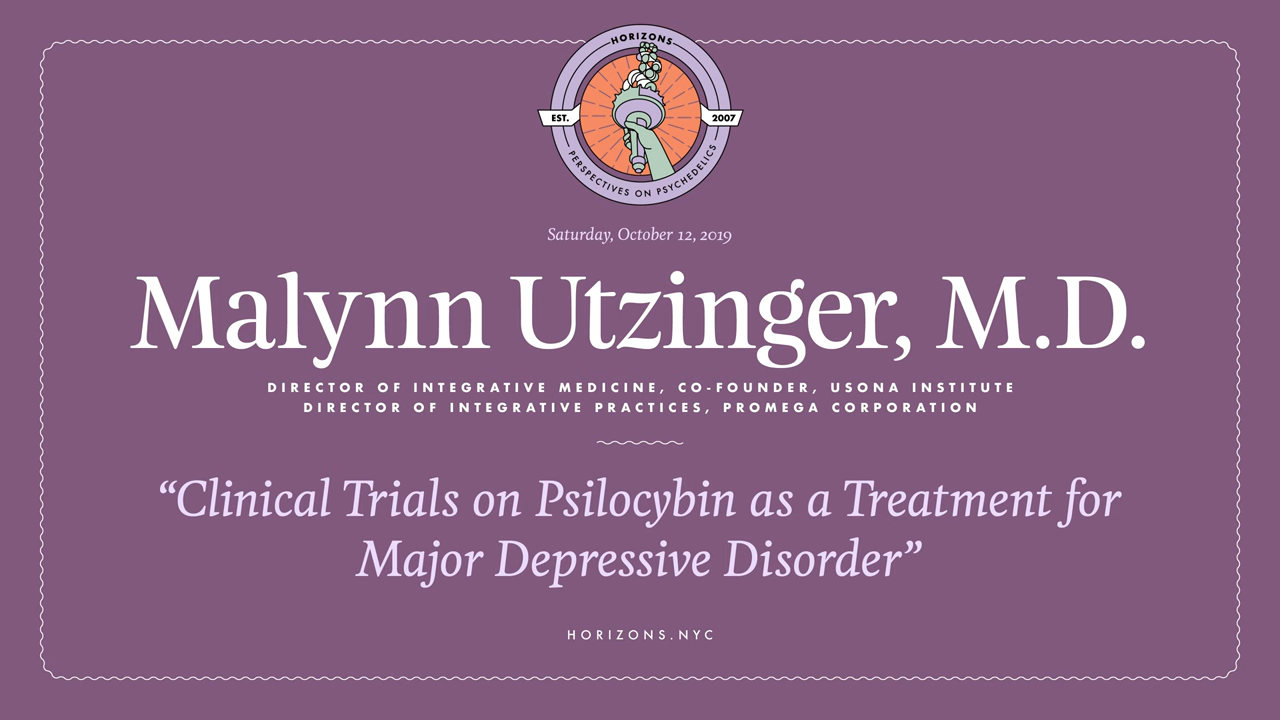 HORIZONS
EST. 2007
PERSPECTIVES ON PSYCHEDELICS
Saturday, October 12, 2019
Malynn Utzinger, M.D.
DIRECTOR OF INTEGRATIVE MEDICINE, CO-FOUNDER, USONA INSTITUTE
DIRECTOR OF INTEGRATIVE PRACTICES, PROMEGA CORPORATION
“Clinical Trials on Psilocybin as a Treatment for
Major Depressive Disorder”
HORIZONS.NYC